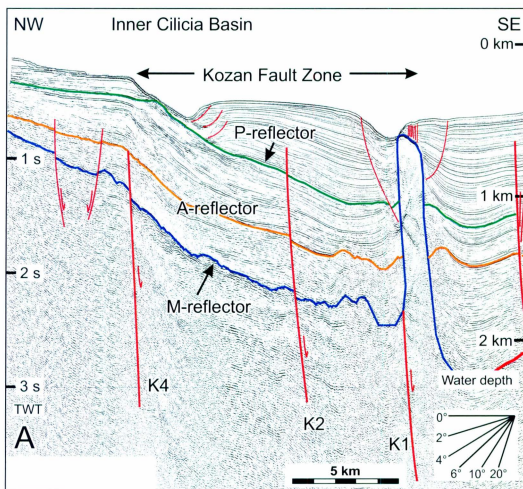 NW
Inner Cilicia Basin
SE
0 km
Kozan Fault Zone
P-reflector
1 s
1 km
A-reflector
2 s
M-reflector
2 km
Water depth
3 s
TWT
K4
K2
K1
A
5 km
0°
2°
4°
6° 10° 20°